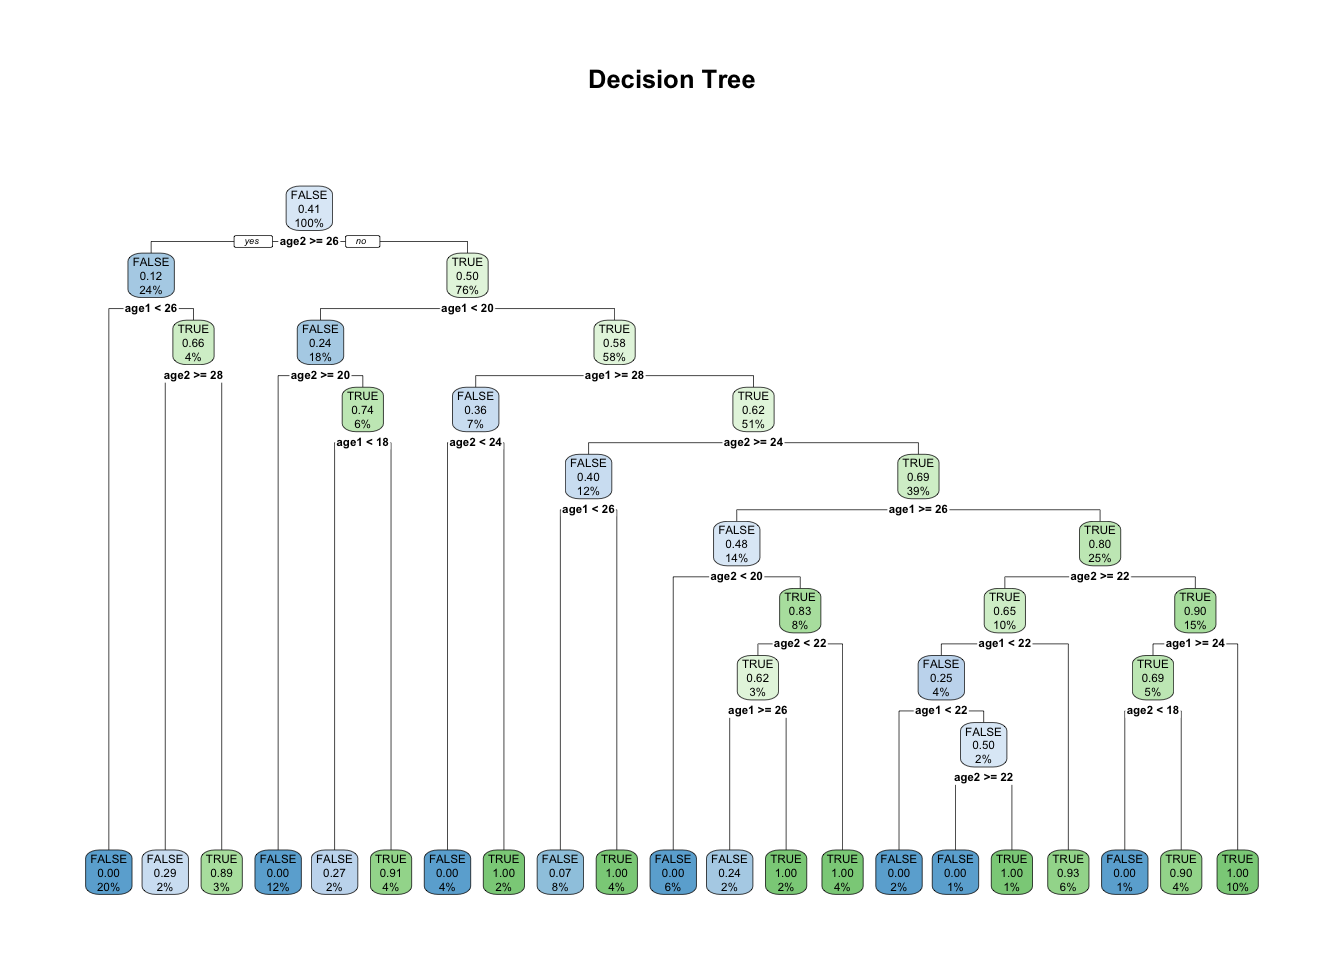 Decision Tree
FALSE
0.41
100%
yes
age2 >= 26
no
FALSE
0.12
24%
TRUE
0.50
76%
age1 < 26
age1 < 20
TRUE
0.66
4%
FALSE
0.24
18%
TRUE
0.58
58%
age2 >= 28
age2 >= 20
age1 >= 28
TRUE
0.74
6%
FALSE
0.36
7%
TRUE
0.62
51%
age1 < 18
age2 < 24
age2 >= 24
FALSE
0.40
12%
TRUE
0.69
39%
age1 < 26
age1 >= 26
FALSE
0.48
14%
TRUE
0.80
25%
age2 < 20
age2 >= 22
TRUE
0.83
8%
TRUE
0.65
10%
TRUE
0.90
15%
age2 < 22
age1 < 22
age1 >= 24
TRUE
0.62
3%
FALSE
0.25
4%
TRUE
0.69
5%
age1 >= 26
age1 < 22
age2 < 18
FALSE
0.50
2%
age2 >= 22
FALSE
0.00
20%
FALSE
0.29
2%
TRUE
0.89
3%
FALSE
0.00
12%
FALSE
0.27
2%
TRUE
0.91
4%
FALSE
0.00
4%
TRUE
1.00
2%
FALSE
0.07
8%
TRUE
1.00
4%
FALSE
0.00
6%
FALSE
0.24
2%
TRUE
1.00
2%
TRUE
1.00
4%
FALSE
0.00
2%
FALSE
0.00
1%
TRUE
1.00
1%
TRUE
0.93
6%
FALSE
0.00
1%
TRUE
0.90
4%
TRUE
1.00
10%